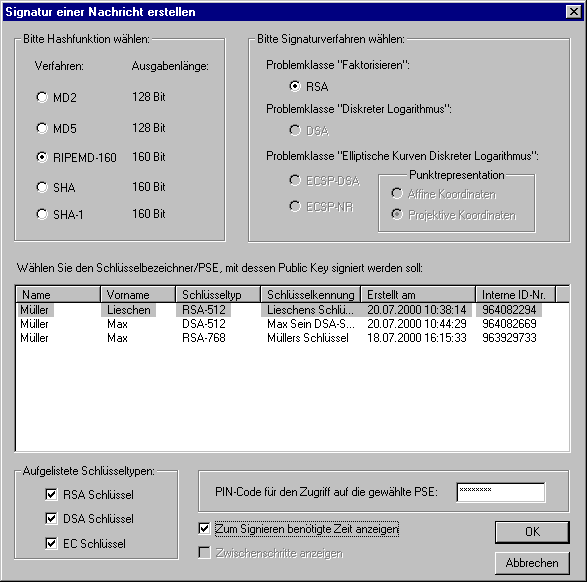 Signatur einer Nachricht erstellen
Bitte Hashfunktion wählen:
Verfahren: Ausgabenlänge:
MD2 128 Bit
MD5 128 Bit
RIPEMD-160 160 Bit
SHA 160 Bit
SHA-1 160 Bit
Bitte Signaturverfahren wählen:
Problemklasse "Faktorisieren":
RSA
Problemklasse "Diskreter Logarithmus":
DSA
Problemklasse "Elliptische Kurven Diskreter Logarithmus":
ECSP-DSA
ECSP-NR
Punktrepresentation
Affine Koordinaten
Projektive Koordinaten
Wählen Sie den Schlüsselbezeichner/PSE, mit dessen Public Key signiert werden soll:
Name Vorname Schlüsseltyp Schlüsselkennung Erstellt am Interne ID-Nr.
Müller Lieschen RSA-512 Lieschens Schlü... 20.07.2000 10:38:14 964082294
Müller Max DSA-512 Max Sein DSA-S... 20.07.2000 10:44:29 964082669
Müller Max RSA-768 Müllers Schlüssel 18.07.2000 16:15:33 963929733
Aufgelistete Schlüsseltypen:
RSA Schlüssel
DSA Schlüssel
EC Schlüssel
PIN-Code für den Zugriff auf die gewählte PSE: ********
Zum Signieren benötigte Zeit anzeigen
Zwischenschritte anzeigen
OK
Abbrechen